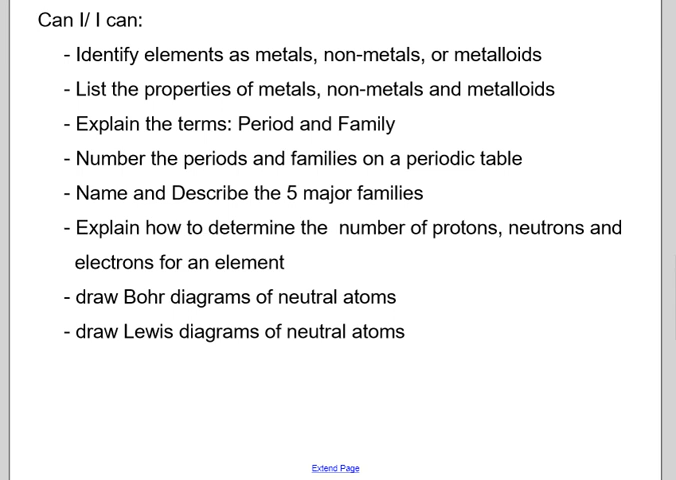 Can I/ I can:
- Identify elements as metals, non-metals, or metalloids
- List the properties of metals, non-metals and metalloids
- Explain the terms: Period and Family
- Number the periods and families on a periodic table
- Name and Describe the 5 major families
- Explain how to determine the  number of protons, neutrons and
electrons for an element
- draw Bohr diagrams of neutral atoms
- draw Lewis diagrams of neutral atoms
Extend Page